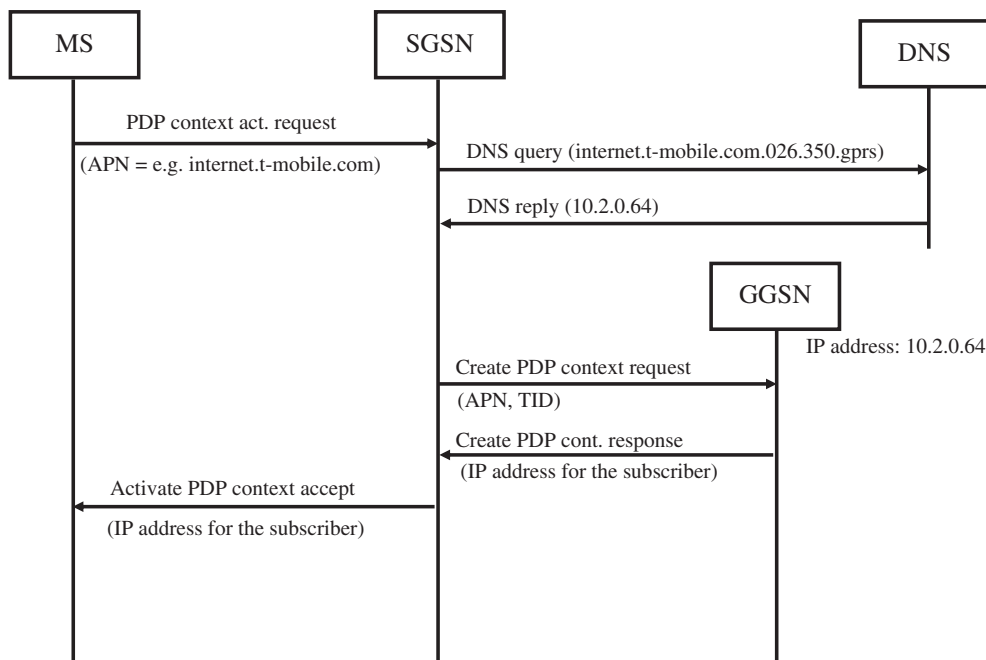 MS
SGSN
DNS
PDP context act. request
(APN = e.g. internet.t-mobile.com)
DNS query (internet.t-mobile.com.026.350.gprs)
DNS reply (10.2.0.64)
GGSN
IP address: 10.2.0.64
Create PDP context request
(APN, TID)
Create PDP cont. response
(IP address for the subscriber)
Activate PDP context accept
(IP address for the subscriber)